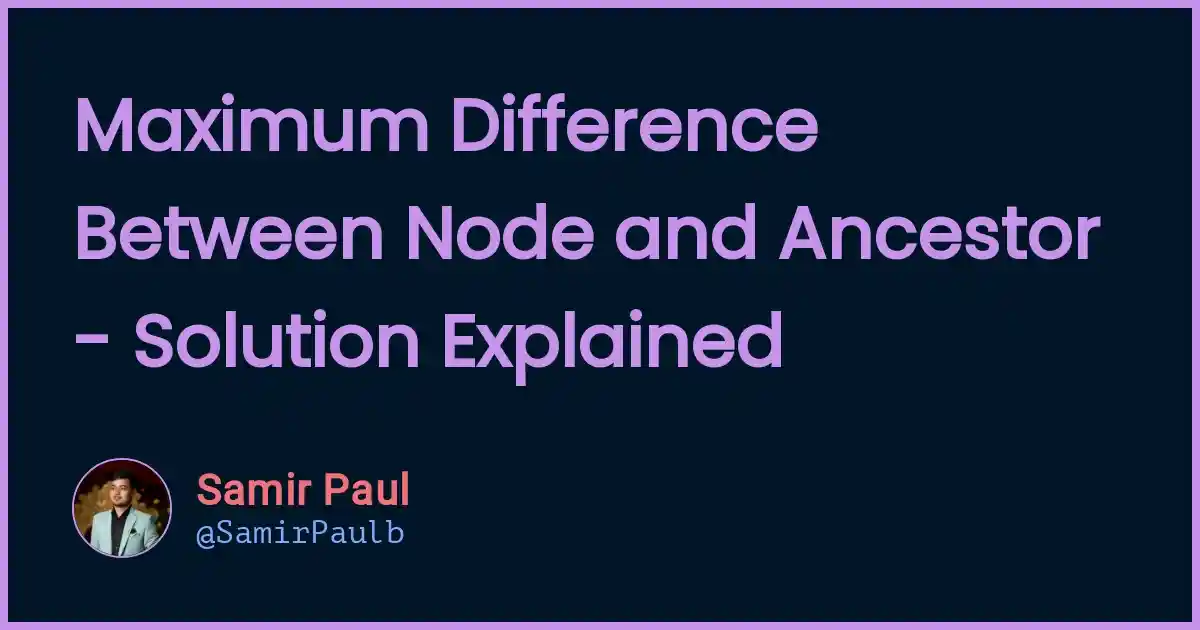 Maximum Difference
Between Node and Ancestor
- Solution Explained
Samir Paul
@SamirPaulb